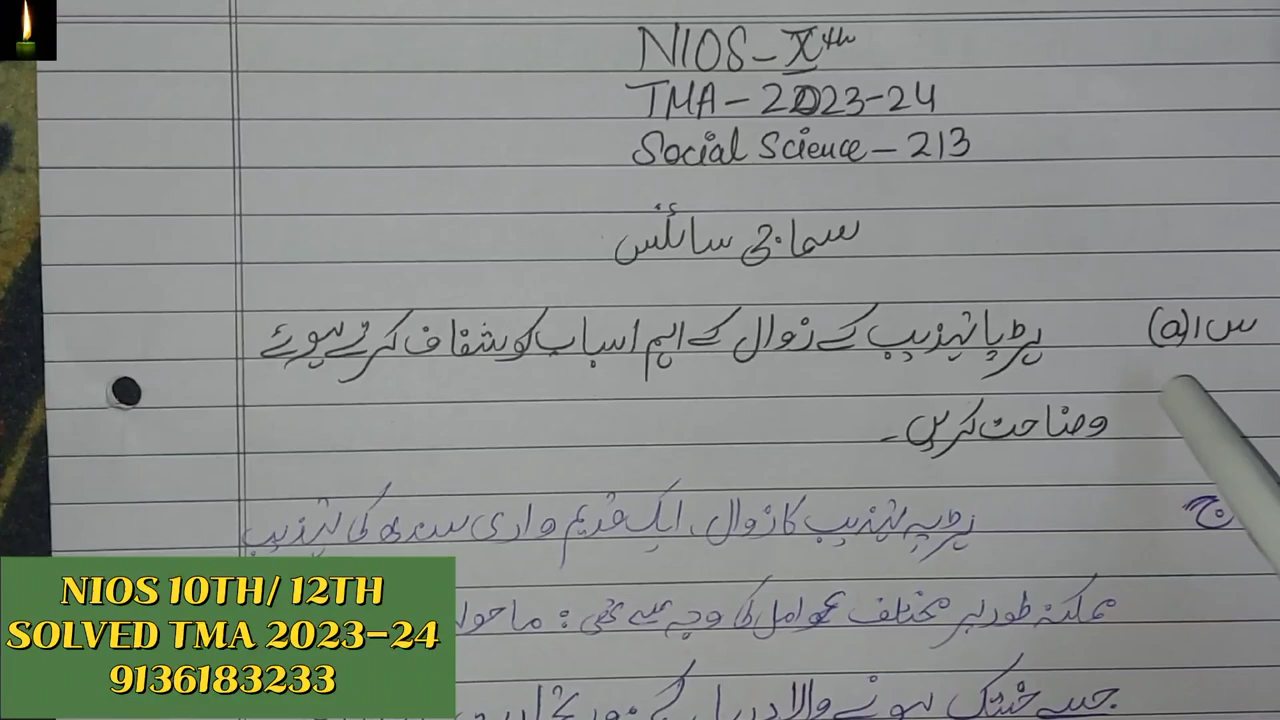 NIOS - Xth
TMA - 2023-24
Social Science - 213
سماجی سائنس
س ا(a) ہڑپا تہذیب کے زوال کے اہم اسباب کو شفاف کرتے ہوئے
وضاحت کریں۔
ج ہڑپہ تہذیب کا زوال، ایک قدیم وادی سندھ کی تہذیب
ممکنہ طور پر مختلف عوامل کی وجہ سے تھی: ماحول
جیسے خشک ہونے والا دریا
NIOS 10TH/ 12TH
SOLVED TMA 2023-24
9136183233